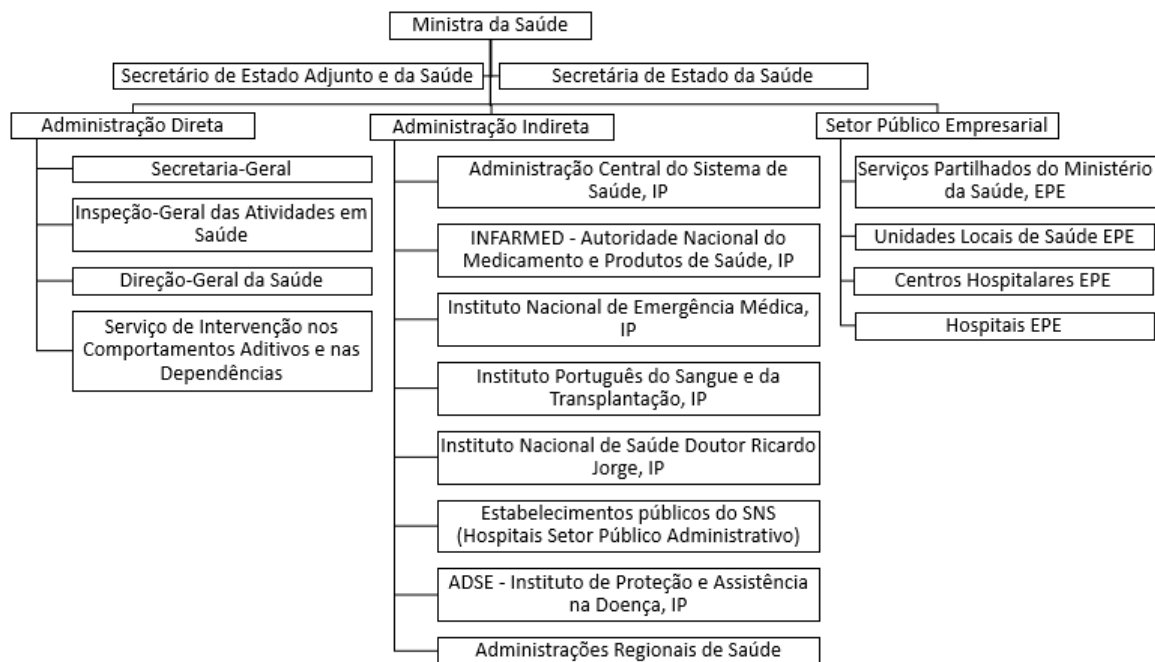 Ministra da Saúde
Secretário de Estado Adjunto e da Saúde
Secretária de Estado da Saúde
Administração Direta
Secretaria-Geral
Inspeção-Geral das Atividades em
Saúde
Direção-Geral da Saúde
Serviço de Intervenção nos
Comportamentos Aditivos e nas
Dependências
Administração Indireta
Administração Central do Sistema de
Saúde, IP
INFARMED - Autoridade Nacional do
Medicamento e Produtos de Saúde, IP
Instituto Nacional de Emergência Médica,
IP
Instituto Português do Sangue e da
Transplantação, IP
Instituto Nacional de Saúde Doutor Ricardo
Jorge, IP
Estabelecimentos públicos do SNS
(Hospitais Setor Público Administrativo)
ADSE - Instituto de Proteção e Assistência
na Doença, IP
Administrações Regionais de Saúde
Setor Público Empresarial
Serviços Partilhados do Ministério
da Saúde, EPE
Unidades Locais de Saúde EPE
Centros Hospitalares EPE
Hospitais EPE